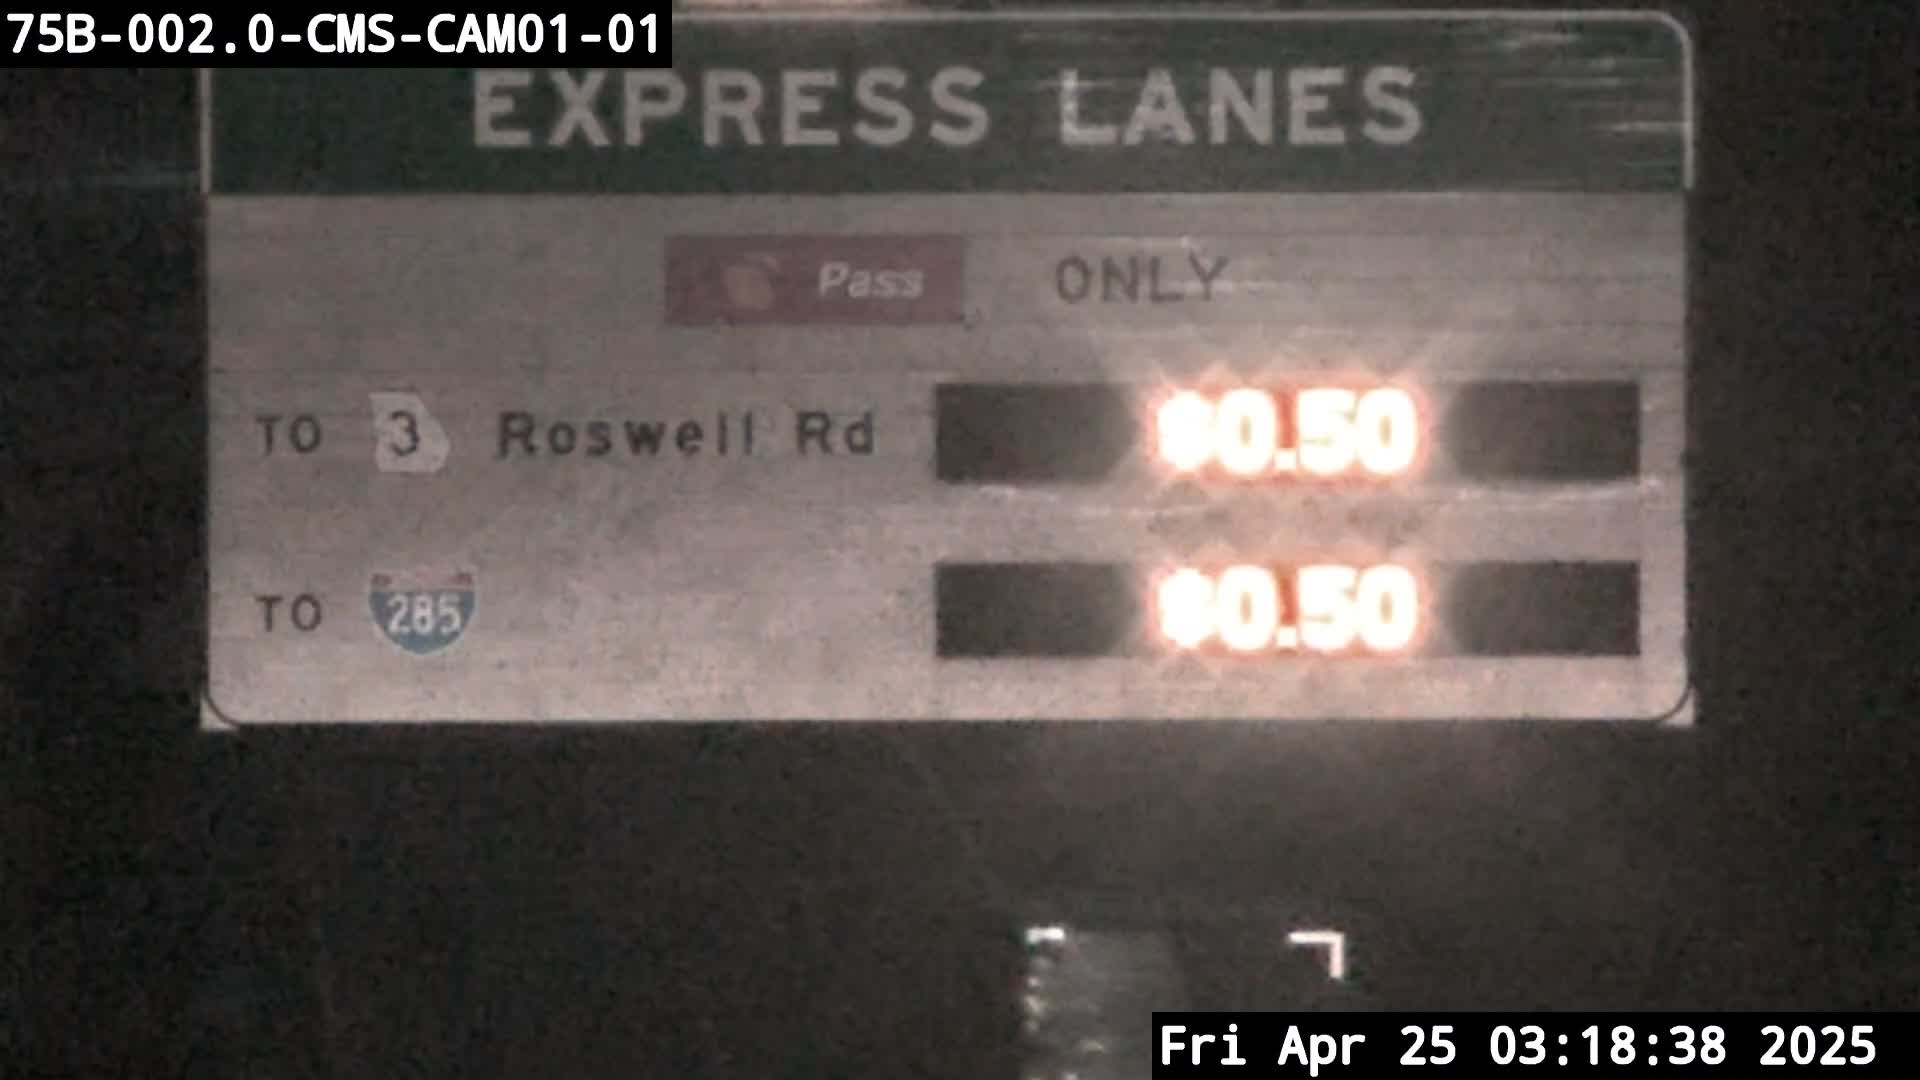 75B-002.0-CMS-CAM01-01
EXPRESS LANES
Pass ONLY
TO 3 Roswell Rd $0.50
TO 285 $0.50
Fri Apr 25 03:18:38 2025